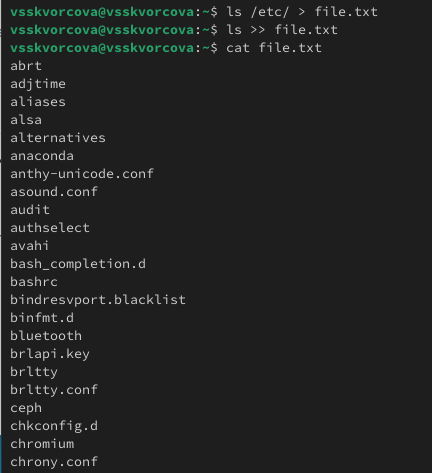 vsskvorcova@vsskvorcova:~$ ls /etc/ > file.txt
vsskvorcova@vsskvorcova:~$ ls >> file.txt
vsskvorcova@vsskvorcova:~$ cat file.txt
abrt
adjtime
aliases
alsa
alternatives
anaconda
anthy-unicode.conf
asound.conf
audit
authselect
avahi
bash_completion.d
bashrc
bindresvport.blacklist
binfmt.d
bluetooth
brlapi.key
brltty
brltty.conf
ceph
chkconfig.d
chromium
chrony.conf